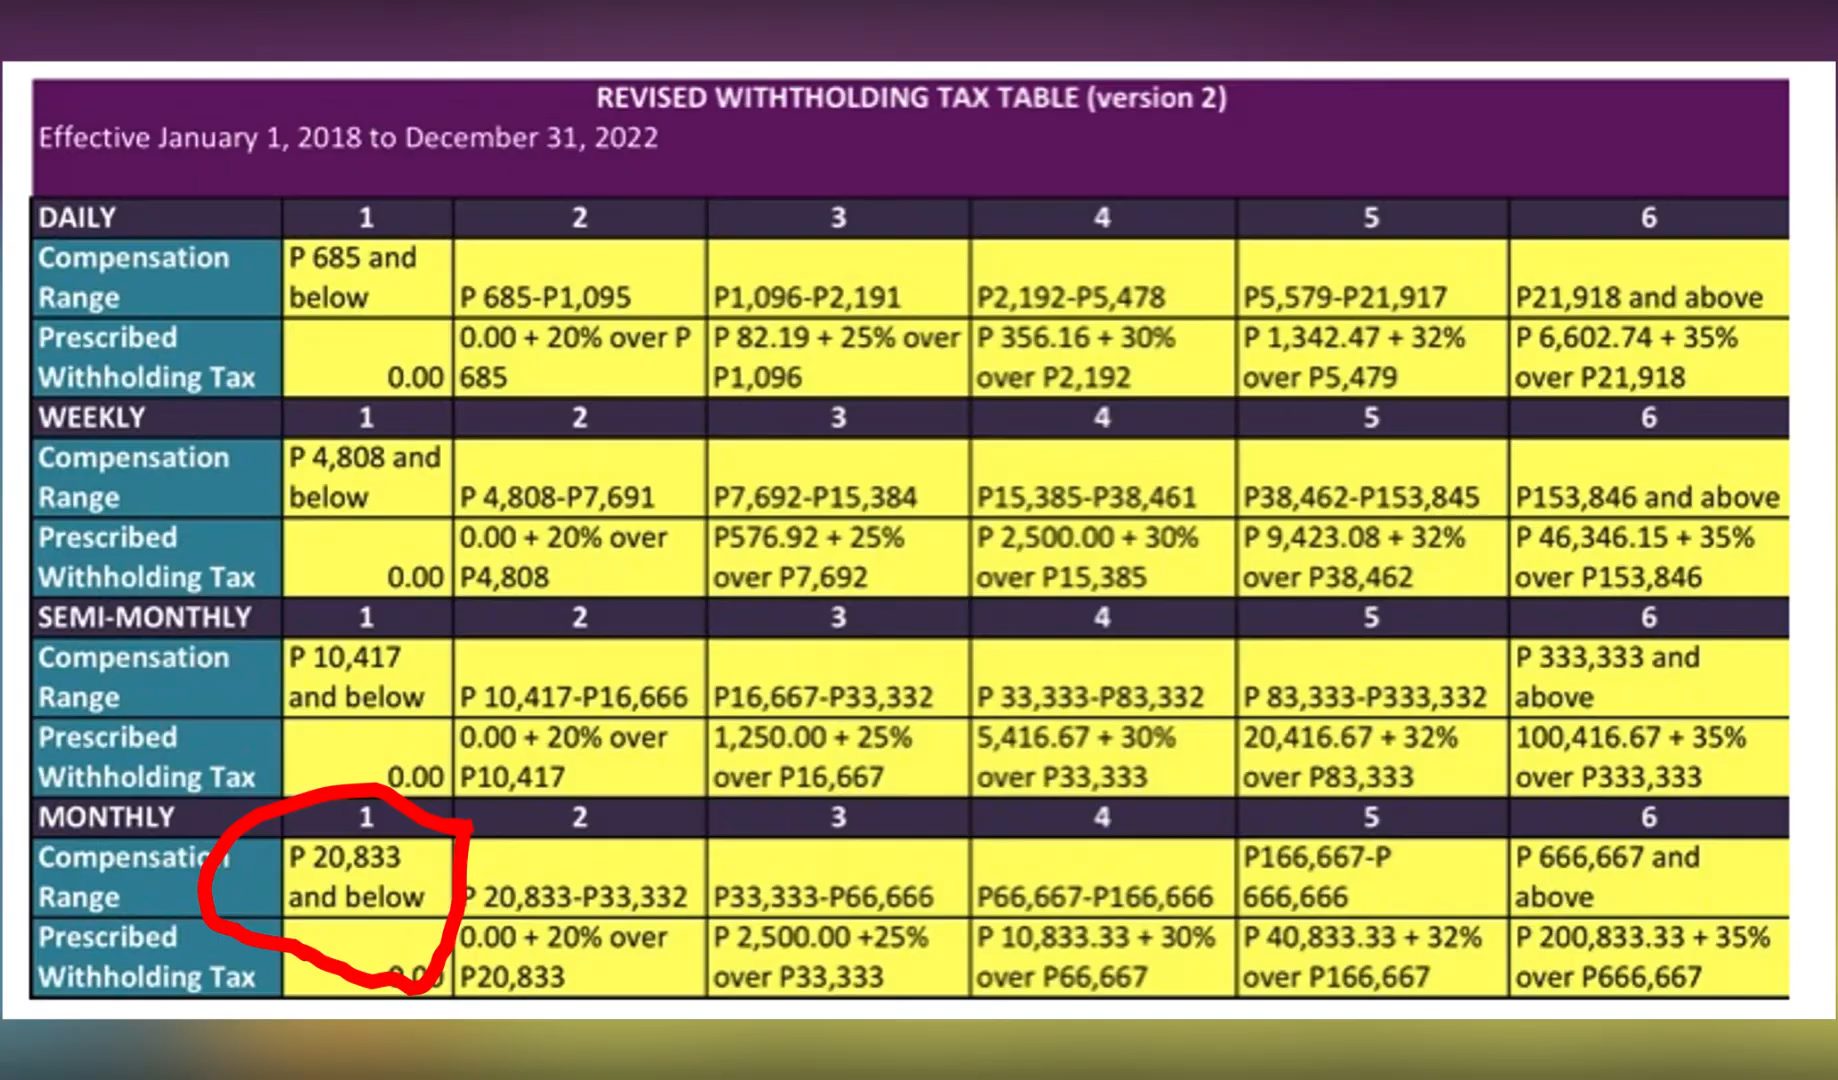 REVISED WITHTHOLDING TAX TABLE (version 2)
Effective January 1, 2018 to December 31, 2022
DAILY 1 2 3 4 5 6
Compensation Range P 685 and below P 685-P1,095 P1,096-P2,191 P2,192-P5,478 P5,579-P21,917 P21,918 and above
Prescribed Withholding Tax 0.00 0.00 + 20% over P 685 P 82.19 + 25% over P1,096 P 356.16 + 30% over P2,192 P 1,342.47 + 32% over P5,479 P 6,602.74 + 35% over P21,918
WEEKLY 1 2 3 4 5 6
Compensation Range P 4,808 and below P 4,808-P7,691 P7,692-P15,384 P15,385-P38,461 P38,462-P153,845 P153,846 and above
Prescribed Withholding Tax 0.00 0.00 + 20% over P4,808 P576.92 + 25% over P7,692 P 2,500.00 + 30% over P15,385 P 9,423.08 + 32% over P38,462 P 46,346.15 + 35% over P153,846
SEMI-MONTHLY 1 2 3 4 5 6
Compensation Range P 10,417 and below P 10,417-P16,666 P16,667-P33,332 P 33,333-P83,332 P 83,333-P333,332 P 333,333 and above
Prescribed Withholding Tax 0.00 0.00 + 20% over P10,417 1,250.00 + 25% over P16,667 5,416.67 + 30% over P33,333 20,416.67 + 32% over P83,333 100,416.67 + 35% over P333,333
MONTHLY 1 2 3 4 5 6
Compensation Range P 20,833 and below P 20,833-P33,332 P33,333-P66,666 P66,667-P166,666 P166,667-P 666,666 P 666,667 and above
Prescribed Withholding Tax 0.00 0.00 + 20% over P20,833 P 2,500.00 +25% over P33,333 P 10,833.33 + 30% over P66,667 P 40,833.33 + 32% over P166,667 P 200,833.33 + 35% over P666,667